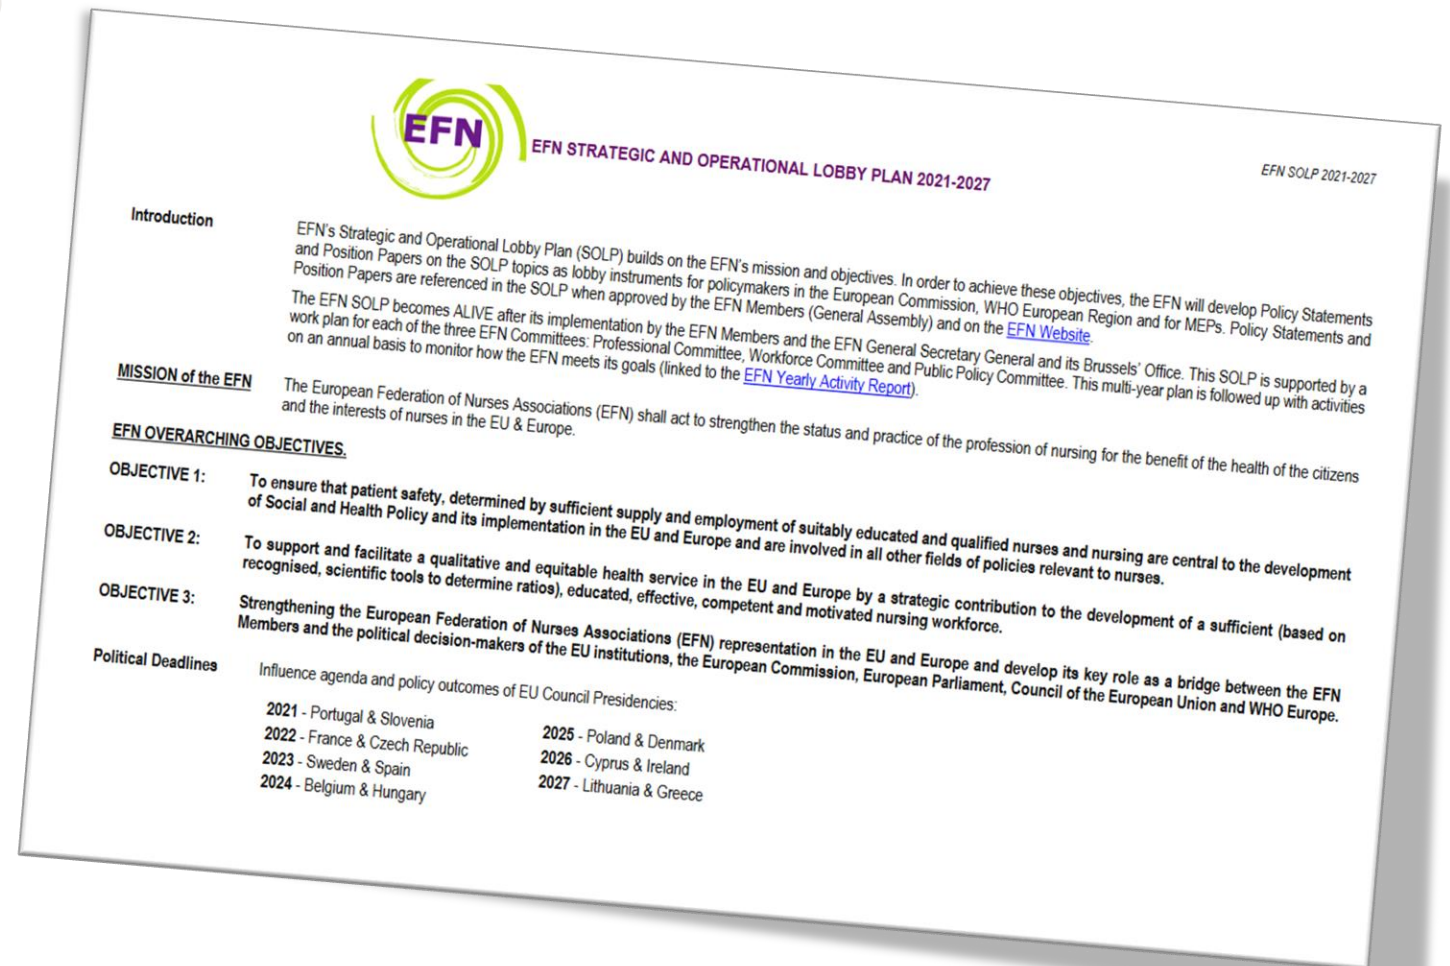 EFN
EFN STRATEGIC AND OPERATIONAL LOBBY PLAN 2021-2027
EFN SOLP 2021-2027
Introduction
EFN's Strategic and Operational Lobby Plan (SOLP) builds on the EFN's mission and objectives. In order to achieve these objectives, the EFN will develop Policy Statements
and Position Papers on the SOLP topics as lobby instruments for policymakers in the European Commission, WHO European Region and for MEPs. Policy Statements and
Position Papers are referenced in the SOLP when approved by the EFN Members (General Assembly) and on the EFN Website.
The EFN SOLP becomes ALIVE after its implementation by the EFN Members and the EFN General Secretary General and its Brussels' Office. This SOLP is supported by a
work plan for each of the three EFN Committees: Professional Committee, Workforce Committee and Public Policy Committee. This multi-year plan is followed up with activities
on an annual basis to monitor how the EFN meets its goals (linked to the EFN Yearly Activity Report).
MISSION of the EFN
The European Federation of Nurses Associations (EFN) shall act to strengthen the status and practice of the profession of nursing for the benefit of the health of the citizens
and the interests of nurses in the EU & Europe.
EFN OVERARCHING OBJECTIVES.
OBJECTIVE 1:
To ensure that patient safety, determined by sufficient supply and employment of suitably educated and qualified nurses and nursing are central to the development
of Social and Health Policy and its implementation in the EU and Europe and are involved in all other fields of policies relevant to nurses.
OBJECTIVE 2:
To support and facilitate a qualitative and equitable health service in the EU and Europe by a strategic contribution to the development of a sufficient (based on
recognised, scientific tools to determine ratios), educated, effective, competent and motivated nursing workforce.
OBJECTIVE 3:
Strengthening the European Federation of Nurses Associations (EFN) representation in the EU and Europe and develop its key role as a bridge between the EFN
Members and the political decision-makers of the EU institutions, the European Commission, European Parliament, Council of the European Union and WHO Europe.
Political Deadlines
Influence agenda and policy outcomes of EU Council Presidencies:
2021 - Portugal & Slovenia
2022 - France & Czech Republic
2023 - Sweden & Spain
2024 - Belgium & Hungary
2025 - Poland & Denmark
2026 - Cyprus & Ireland
2027 - Lithuania & Greece